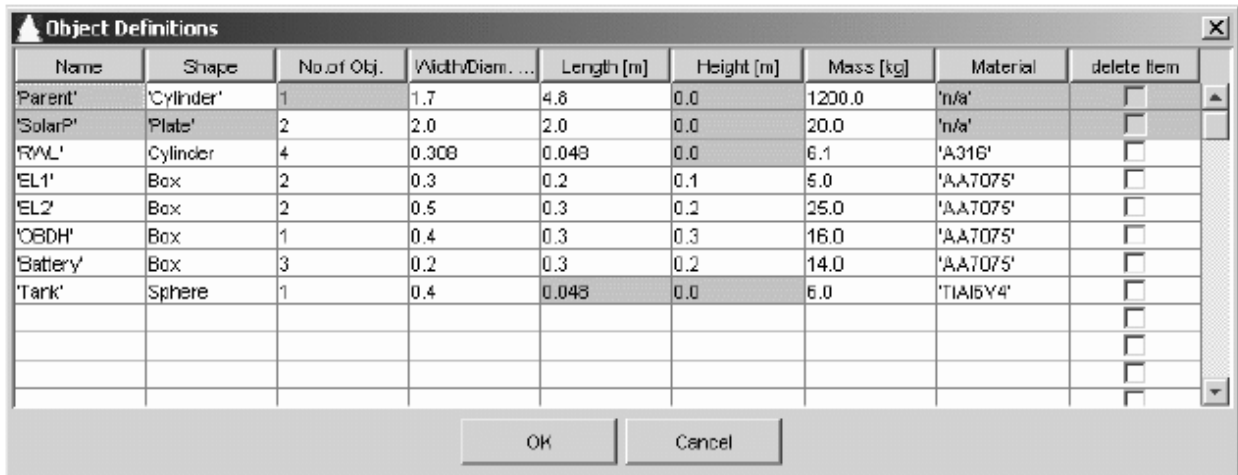 Object Definitions
Name Shape No.of Obj. Width/Diam. ... Length [m] Height [m] Mass [kg] Material delete Item
'Parent' 'Cylinder' 1 1.7 4.8 0.0 1200.0 'n/a'
'SolarP' 'Plate' 2 2.0 2.0 0.0 20.0 'n/a'
'RWL' Cylinder 4 0.308 0.048 0.0 6.1 'A316'
'EL1' Box 2 0.3 0.2 0.1 5.0 'AA7075'
'EL2' Box 2 0.5 0.3 0.2 25.0 'AA7075'
'OBDH' Box 1 0.4 0.3 0.3 16.0 'AA7075'
'Battery' Box 3 0.2 0.3 0.2 14.0 'AA7075'
'Tank' Sphere 1 0.4 0.048 0.0 6.0 'TiAl6V4'
OK Cancel